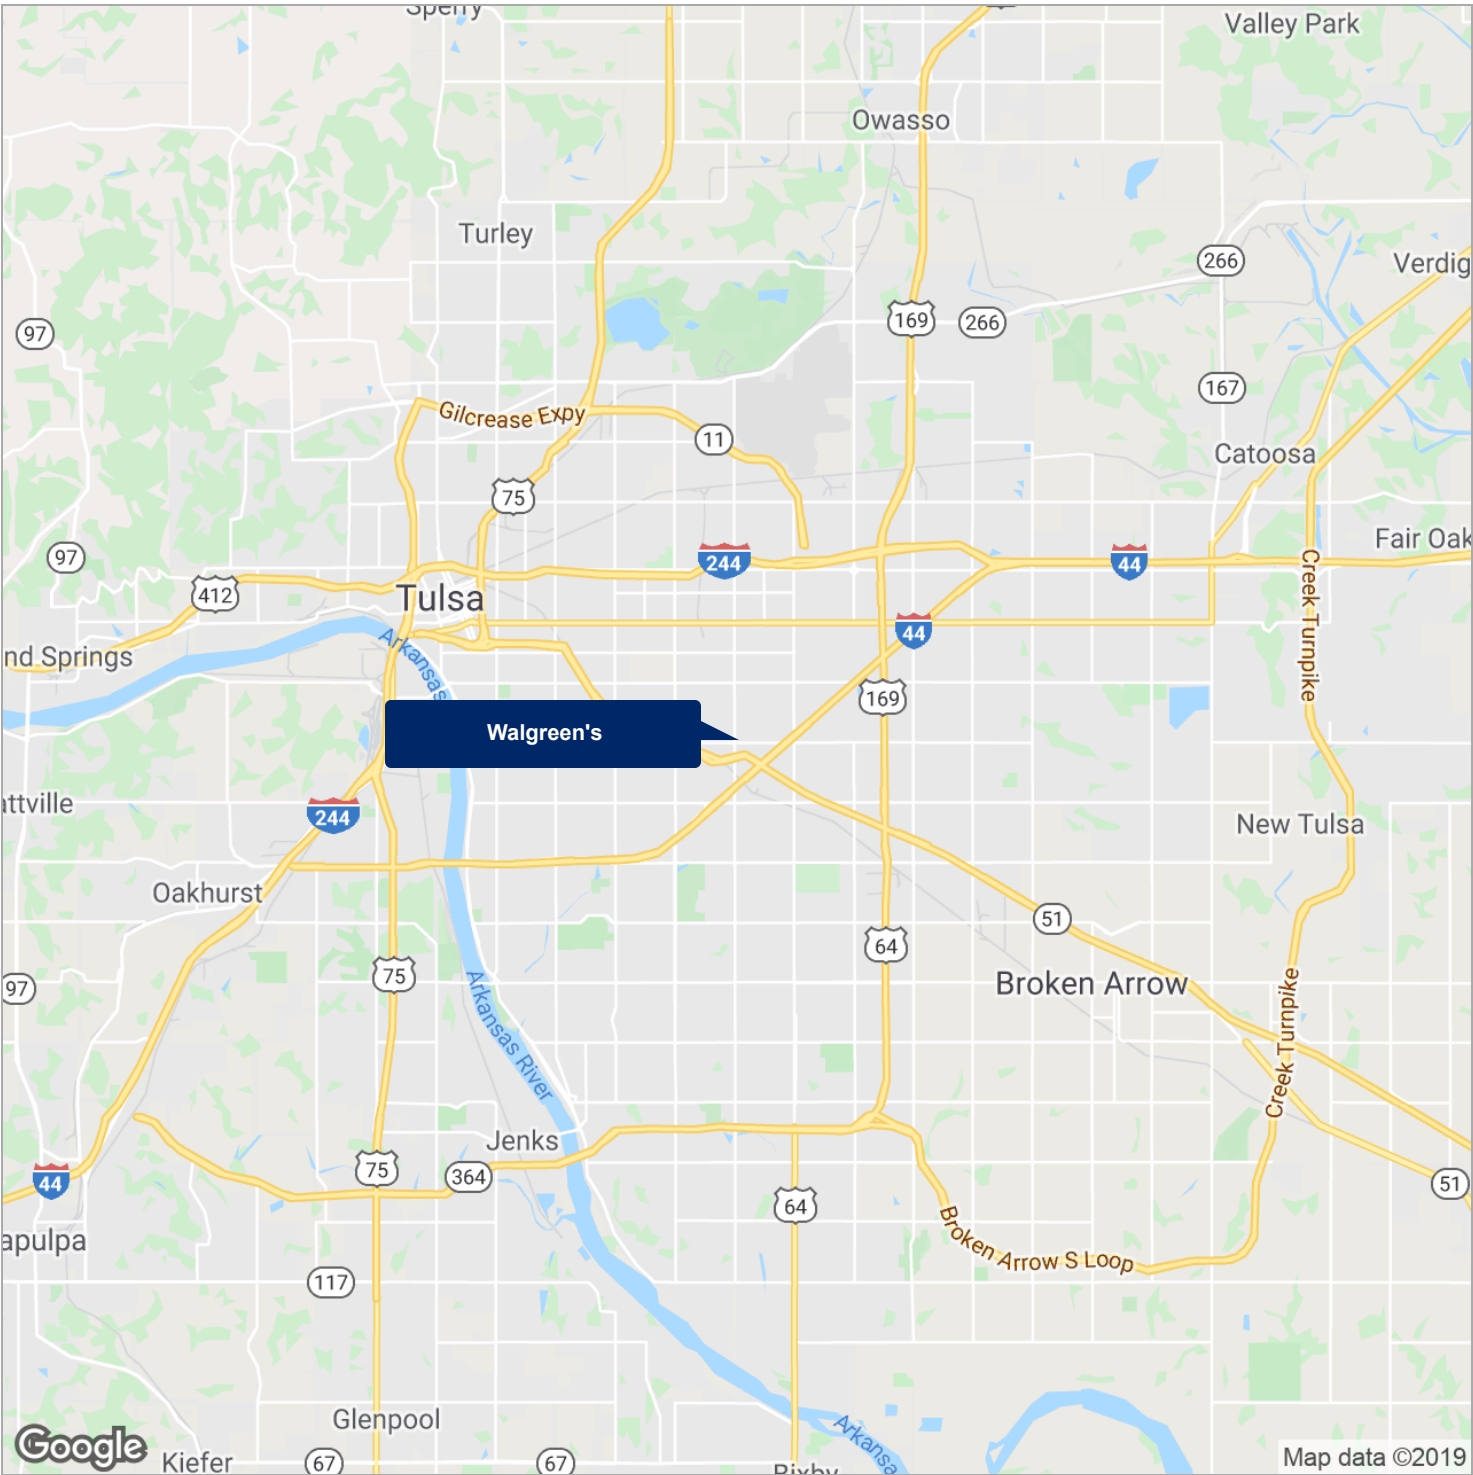 Sperry
Valley Park
Owasso
Turley
266
Verdig
169
266
97
167
Gilcrease Expy
11
Catoosa
75
Fair Oak
97
244
44
412
Tulsa
Creek Turnpike
44
Arkansas
nd Springs
169
Walgreen's
attville
244
New Tulsa
Oakhurst
51
64
75
Broken Arrow
97
Arkansas River
Creek Turnpike
Jenks
75
364
44
51
64
Broken Arrow S Loop
apulpa
117
Glenpool
Arkansa
Google
Kiefer
67
67
Bixby
Map data ©2019